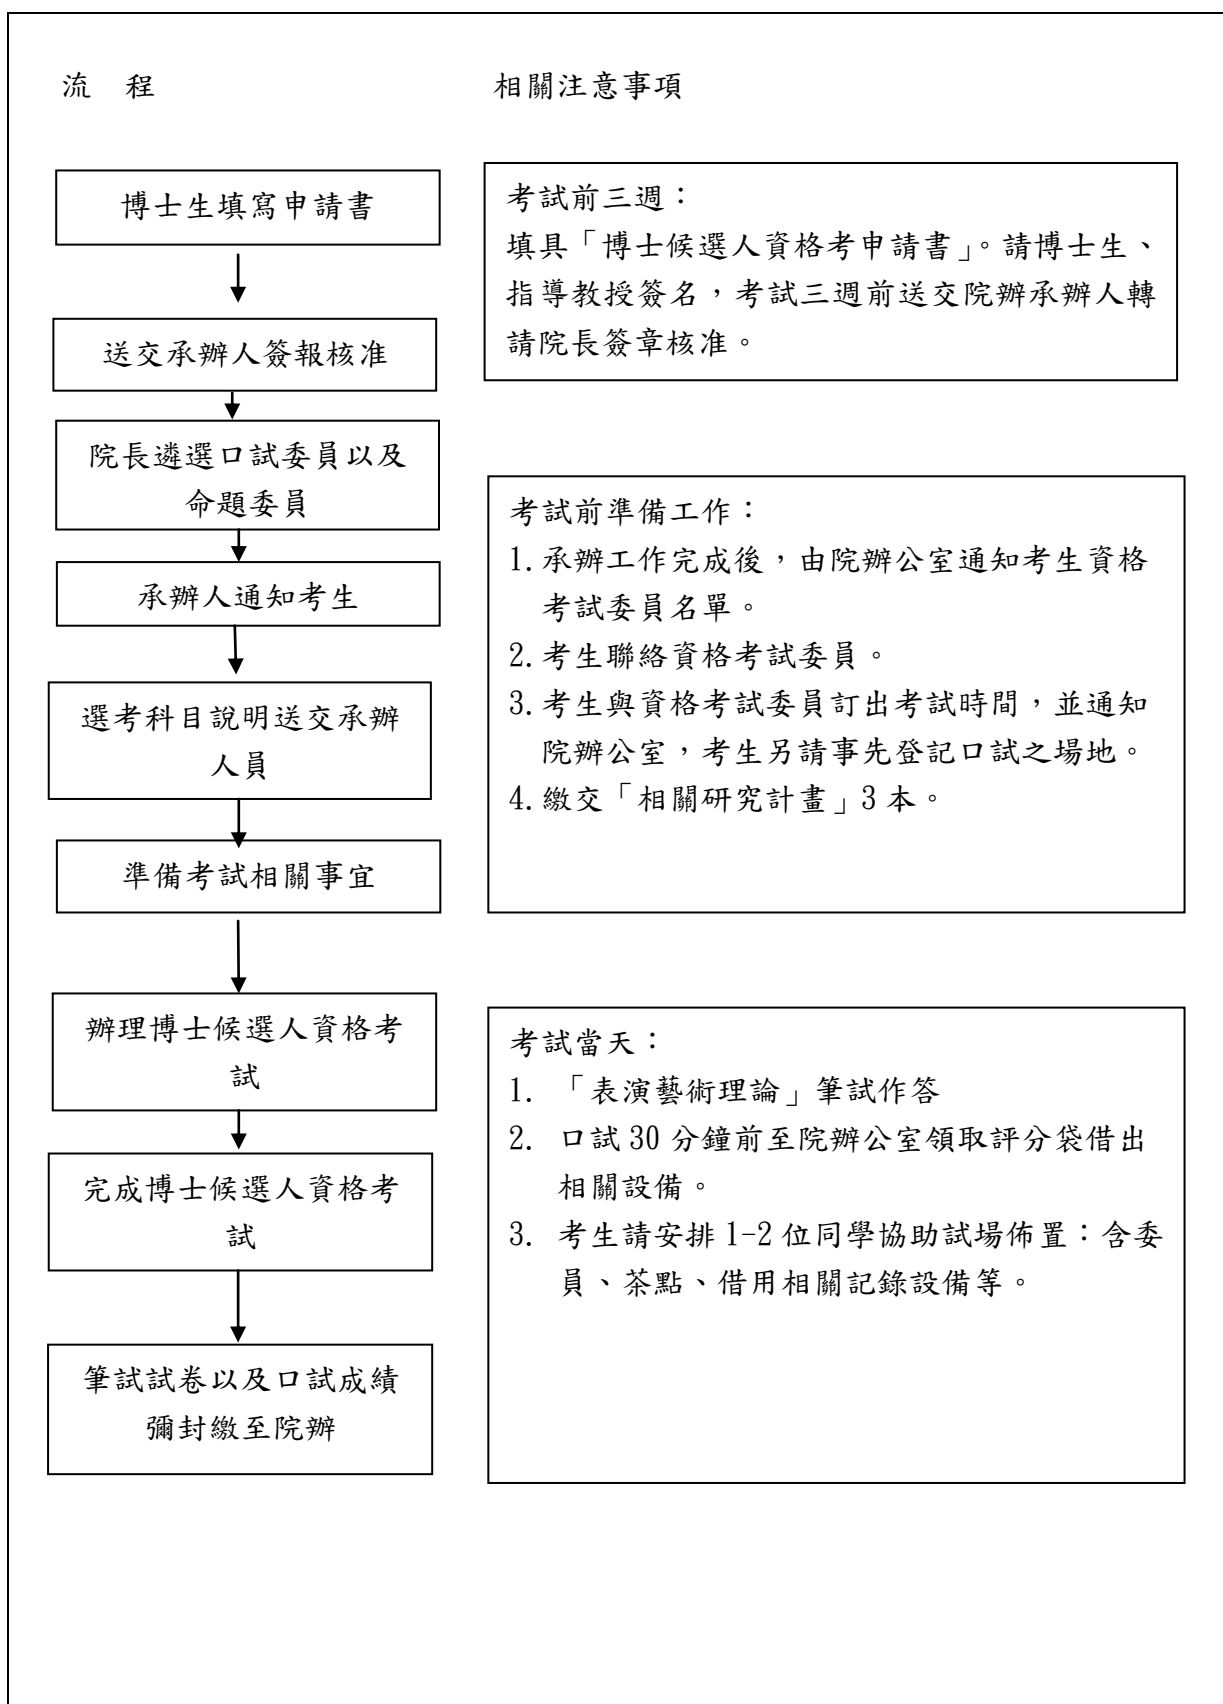 流　程
相關注意事項
博士生填寫申請書
送交承辦人簽報核准
院長遴選口試委員以及
命題委員
承辦人通知考生
選考科目說明送交承辦
人員
準備考試相關事宜
辦理博士候選人資格考
試
完成博士候選人資格考
試
筆試試卷以及口試成績
彌封繳至院辦
考試前三週：
填具「博士候選人資格考申請書」。請博士生、
指導教授簽名，考試三週前送交院辦承辦人轉
請院長簽章核准。
考試前準備工作：
1.承辦工作完成後，由院辦公室通知考生資格
考試委員名單。
2.考生聯絡資格考試委員。
3.考生與資格考試委員訂出考試時間，並通知
院辦公室，考生另請事先登記口試之場地。
4.繳交「相關研究計畫」3 本。
考試當天：
1. 「表演藝術理論」筆試作答
2. 口試 30 分鐘前至院辦公室領取評分袋借出
相關設備。
3. 考生請安排 1-2 位同學協助試場佈置：含委
員、茶點、借用相關記錄設備等。